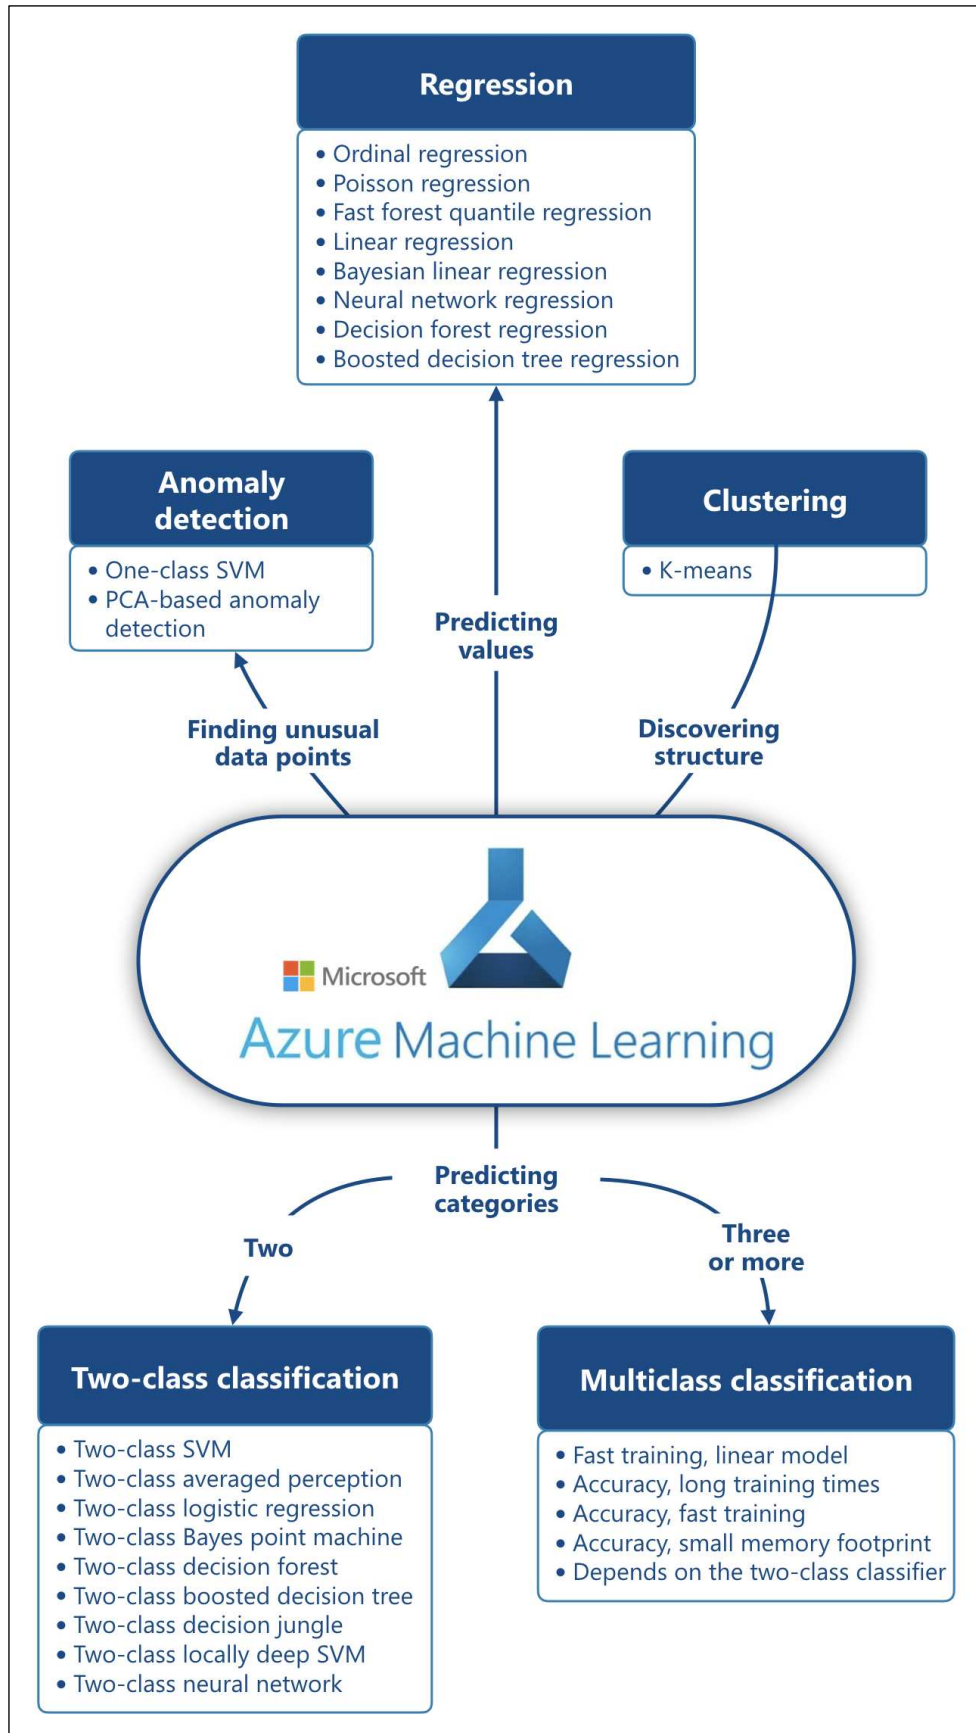 Regression
• Ordinal regression
• Poisson regression
• Fast forest quantile regression
• Linear regression
• Bayesian linear regression
• Neural network regression
• Decision forest regression
• Boosted decision tree regression
Anomaly
detection
• One-class SVM
• PCA-based anomaly
detection
Clustering
• K-means
Predicting
values
Finding unusual
data points
Discovering
structure
Microsoft
Azure Machine Learning
Predicting
categories
Two
Three
or more
Two-class classification
• Two-class SVM
• Two-class averaged perception
• Two-class logistic regression
• Two-class Bayes point machine
• Two-class decision forest
• Two-class boosted decision tree
• Two-class decision jungle
• Two-class locally deep SVM
• Two-class neural network
Multiclass classification
• Fast training, linear model
• Accuracy, long training times
• Accuracy, fast training
• Accuracy, small memory footprint
• Depends on the two-class classifier